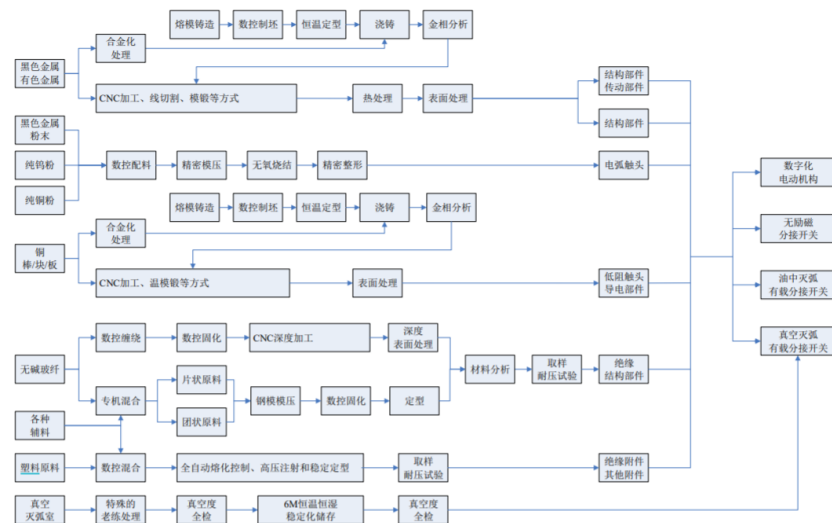 熔模铸造
数控制坯
恒温定型
浇铸
金相分析
合金化
处理
黑色金属
有色金属
CNC加工、线切割、模锻等方式
热处理
表面处理
结构部件
传动部件
结构部件
黑色金属
粉末
纯钨粉
纯铜粉
数控配料
精密模压
无氧烧结
精密整形
电弧触头
数字化
电动机构
熔模铸造
数控制坯
恒温定型
浇铸
金相分析
合金化
处理
铜
棒/块/板
CNC加工、温模锻等方式
表面处理
低阻触头
导电部件
无励磁
分接开关
油中灭弧
有载分接开关
真空灭弧
有载分接开关
数控缠绕
数控固化
CNC深度加工
深度
表面处理
无碱玻纤
专机混合
片状原料
团状原料
钢模模压
数控固化
定型
材料分析
取样
耐压试验
绝缘
结构部件
各种
辅料
塑料原料
数控混合
全自动熔化控制、高压注射和稳定定型
取样
耐压试验
绝缘附件
其他附件
真空
灭弧室
特殊的
老练处理
真空度
全检
6M恒温恒湿
稳定化储存
真空度
全检